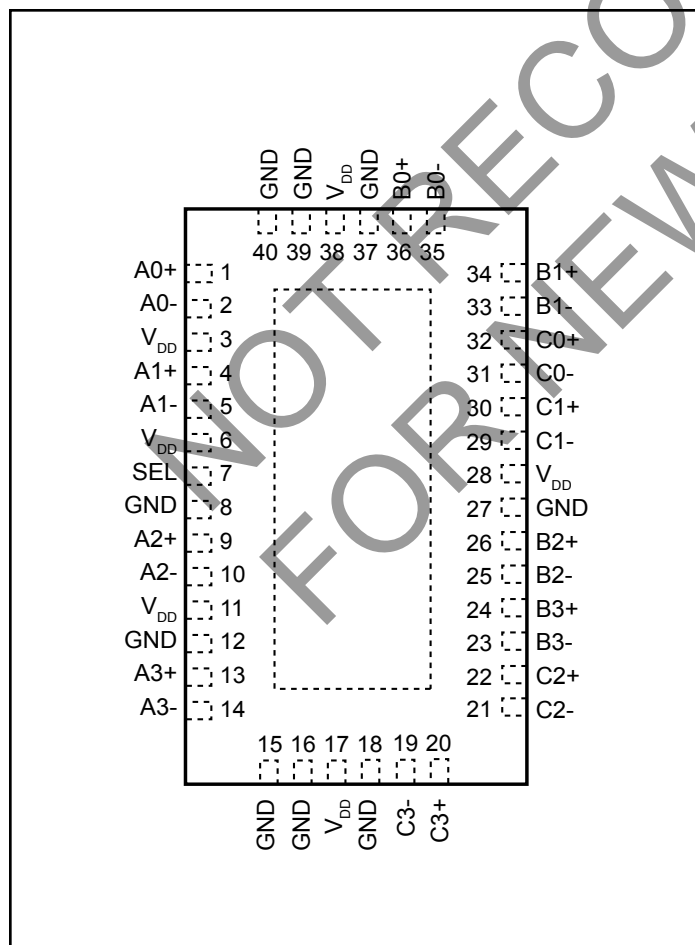 NOT RECO
FOR NEW
GND GND VDD GND B0+ B0-
40 39 38 37 36 35
A0+ 1 34 B1+
A0- 2 33 B1-
VDD 3 32 C0+
A1+ 4 31 C0-
A1- 5 30 C1+
VDD 6 29 C1-
SEL 7 28 VDD
GND 8 27 GND
A2+ 9 26 B2+
A2- 10 25 B2-
VDD 11 24 B3+
GND 12 23 B3-
A3+ 13 22 C2+
A3- 14 21 C2-
15 16 17 18 19 20
GND GND VDD GND C3- C3+